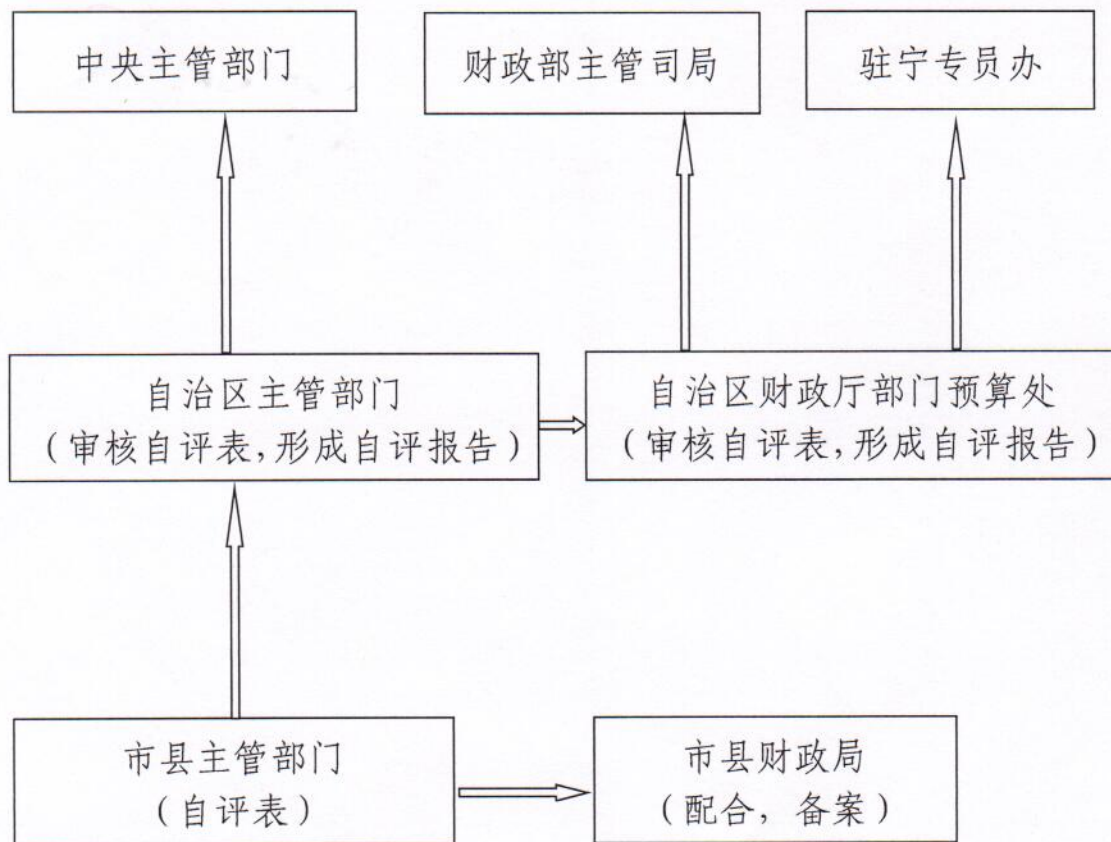 中央主管部门
财政部主管司局
驻宁专员办
自治区主管部门
(审核自评表,形成自评报告)
自治区财政厅部门预算处
(审核自评表,形成自评报告)
市县主管部门
(自评表)
市县财政局
(配合，备案)